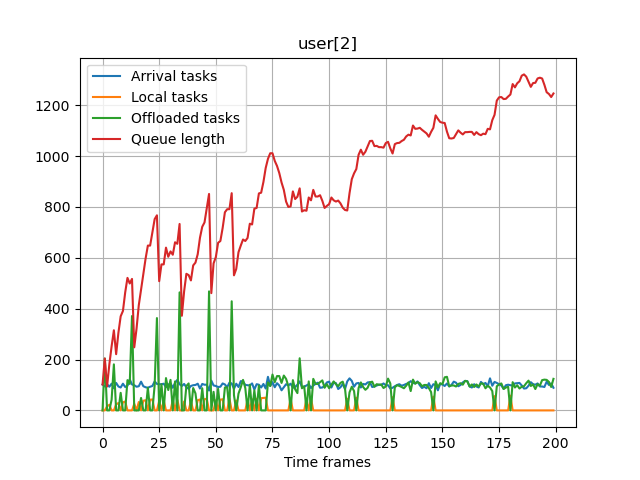 user[2]
Arrival tasks
Local tasks
Offloaded tasks
Queue length
1200
1000
800
600
400
200
0
0 25 50 75 100 125 150 175 200
Time frames